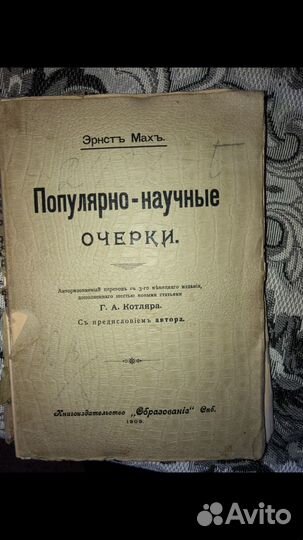 Эрнстъ Махъ.
Популярно-научные
ОЧЕРКИ.
Авторизованный переводъ съ 3-го нѣмецкаго изданія,
дополненнаго шестью новыми статьями
Г. А. Котляра.
Съ предисловіемъ автора.
Книгоиздательство „Образованіе“ Спб.
1909.
Avito